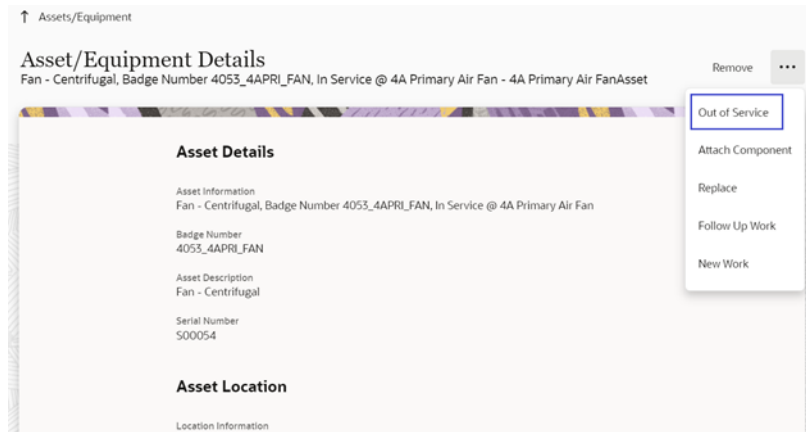 ↑ Assets/Equipment
Asset/Equipment Details
Fan - Centrifugal, Badge Number 4053_4APRI_FAN, In Service @ 4A Primary Air Fan - 4A Primary Air FanAsset
Remove ...
Out of Service
Attach Component
Replace
Follow Up Work
New Work
Asset Details
Asset Information
Fan - Centrifugal, Badge Number 4053_4APRI_FAN, In Service @ 4A Primary Air Fan
Badge Number
4053_4APRI_FAN
Asset Description
Fan - Centrifugal
Serial Number
S00054
Asset Location
Location Information